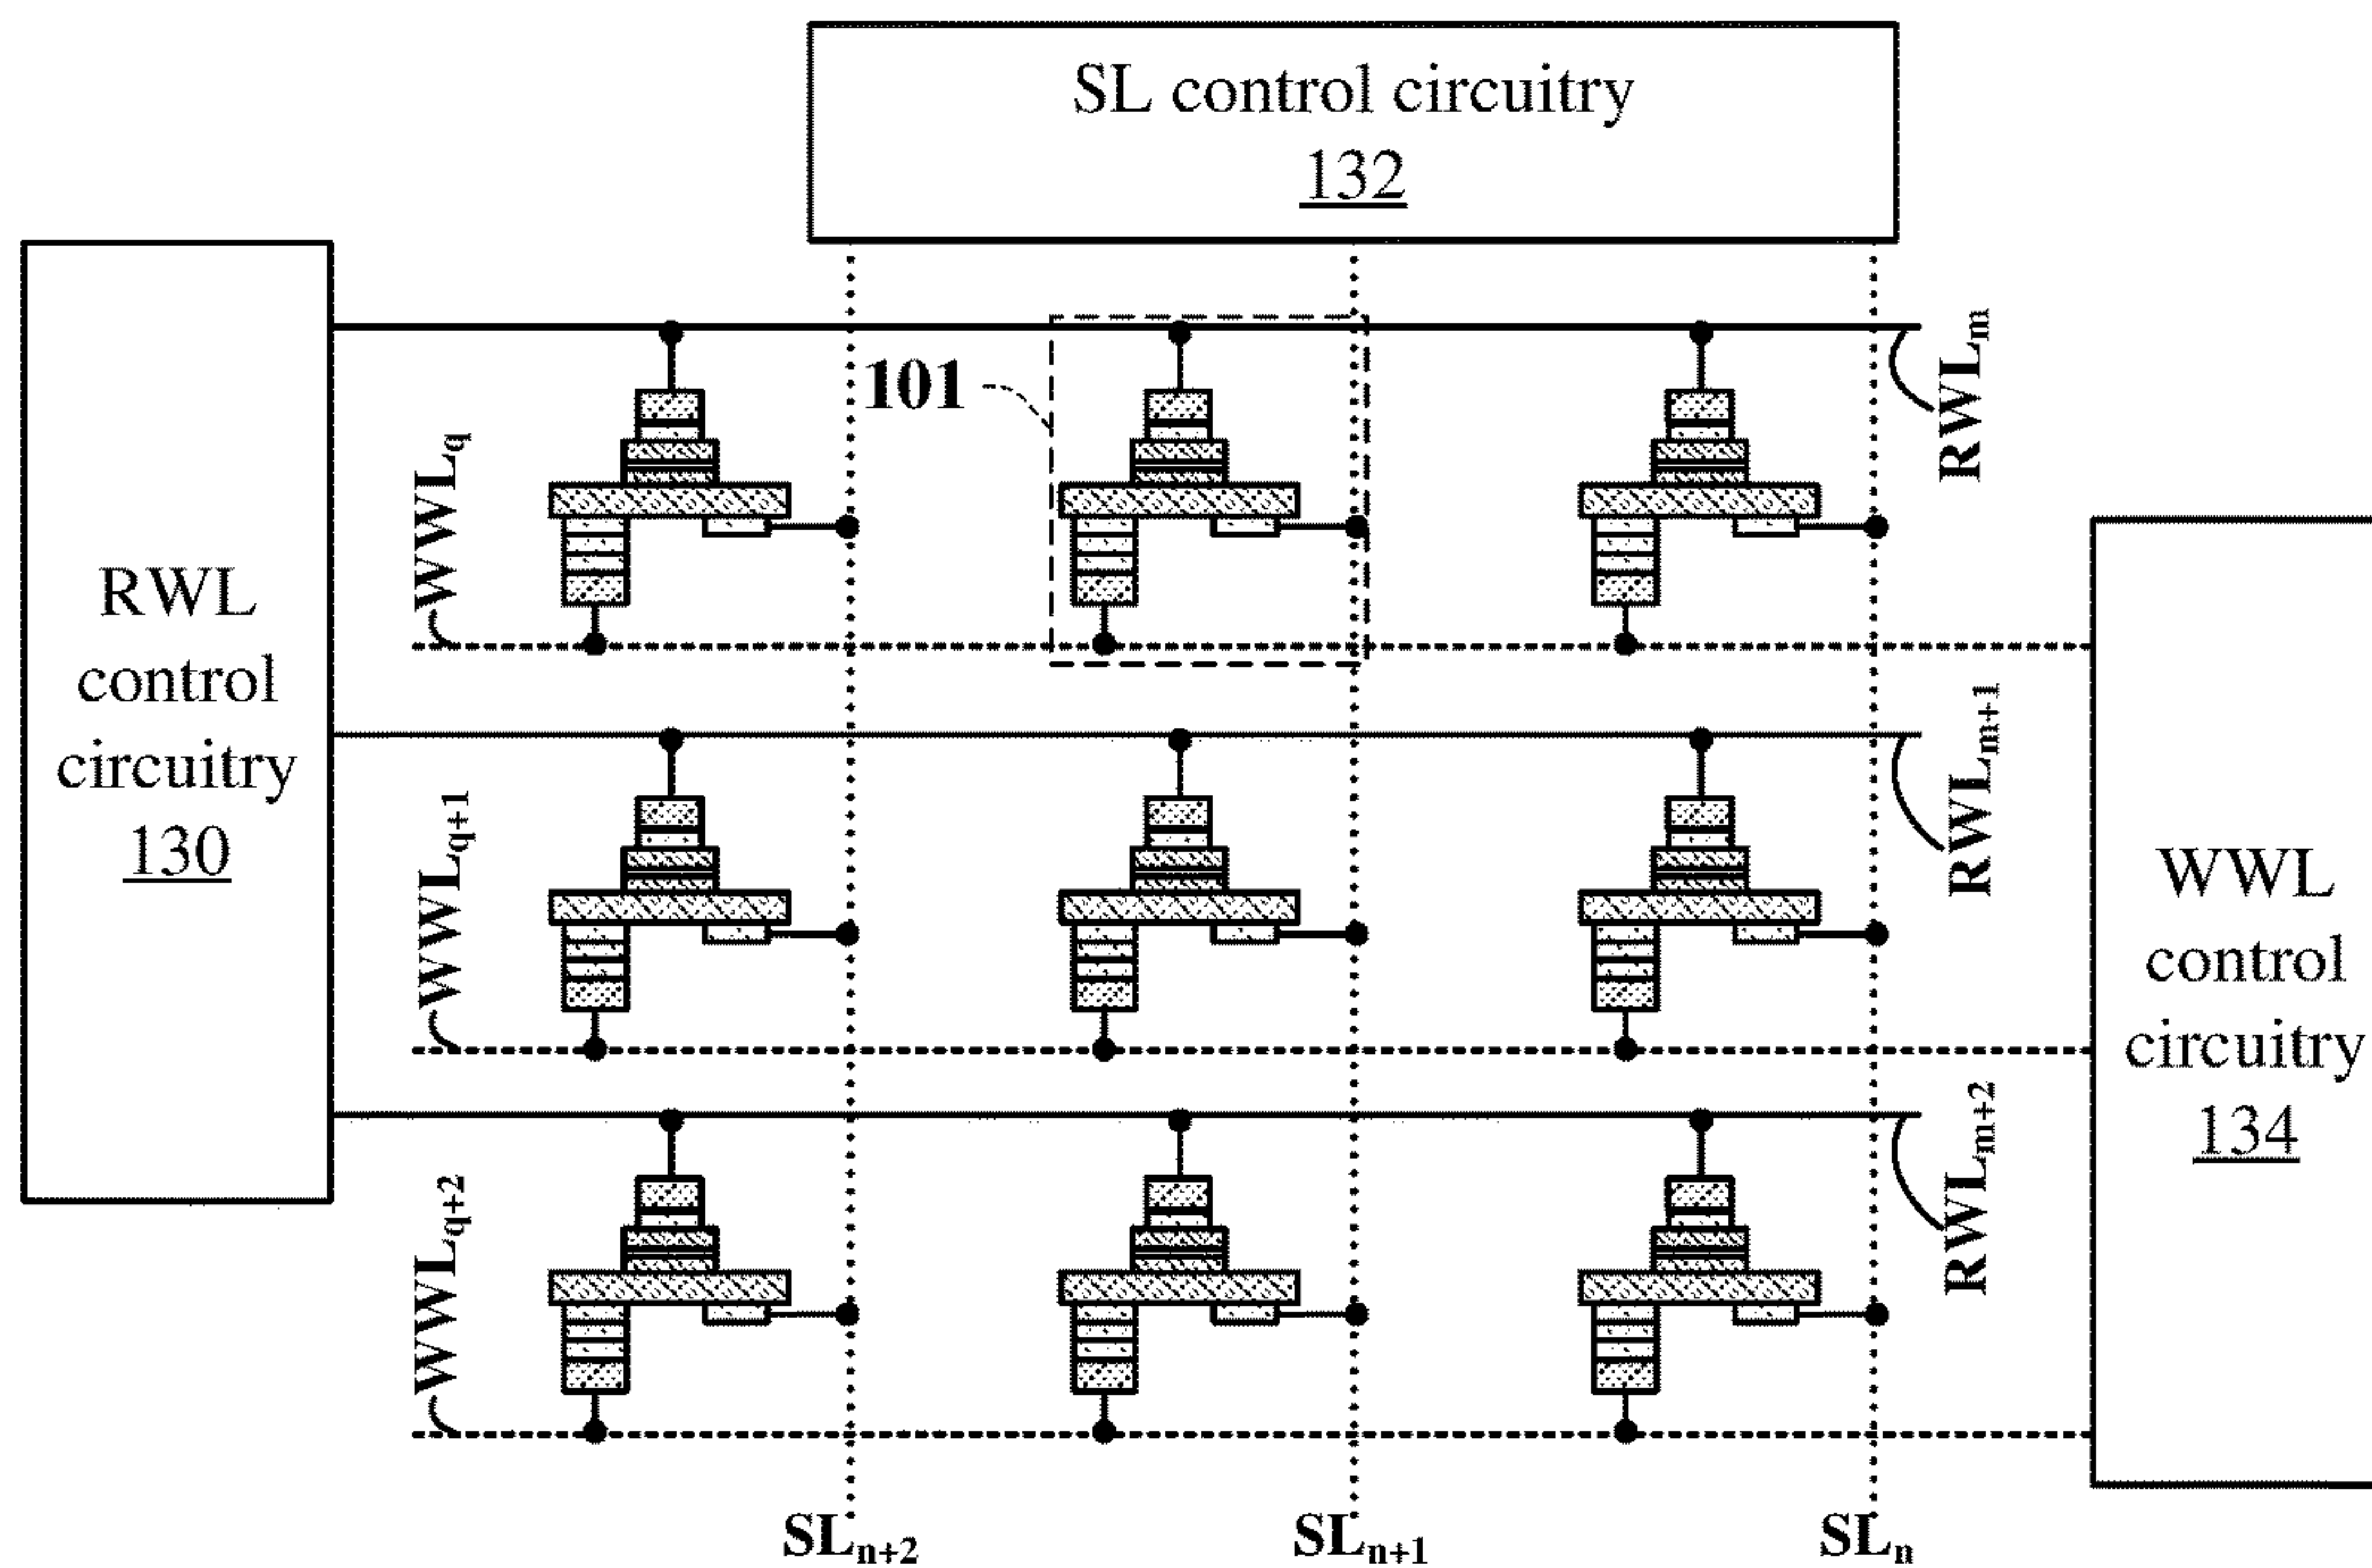 SL control circuitry
132
RWL
control
circuitry
130
WWL
control
circuitry
134
101
RWLm
RWLm+1
RWLm+2
WWLq
WWLq+1
WWLq+2
SLn+2
SLn+1
SLn